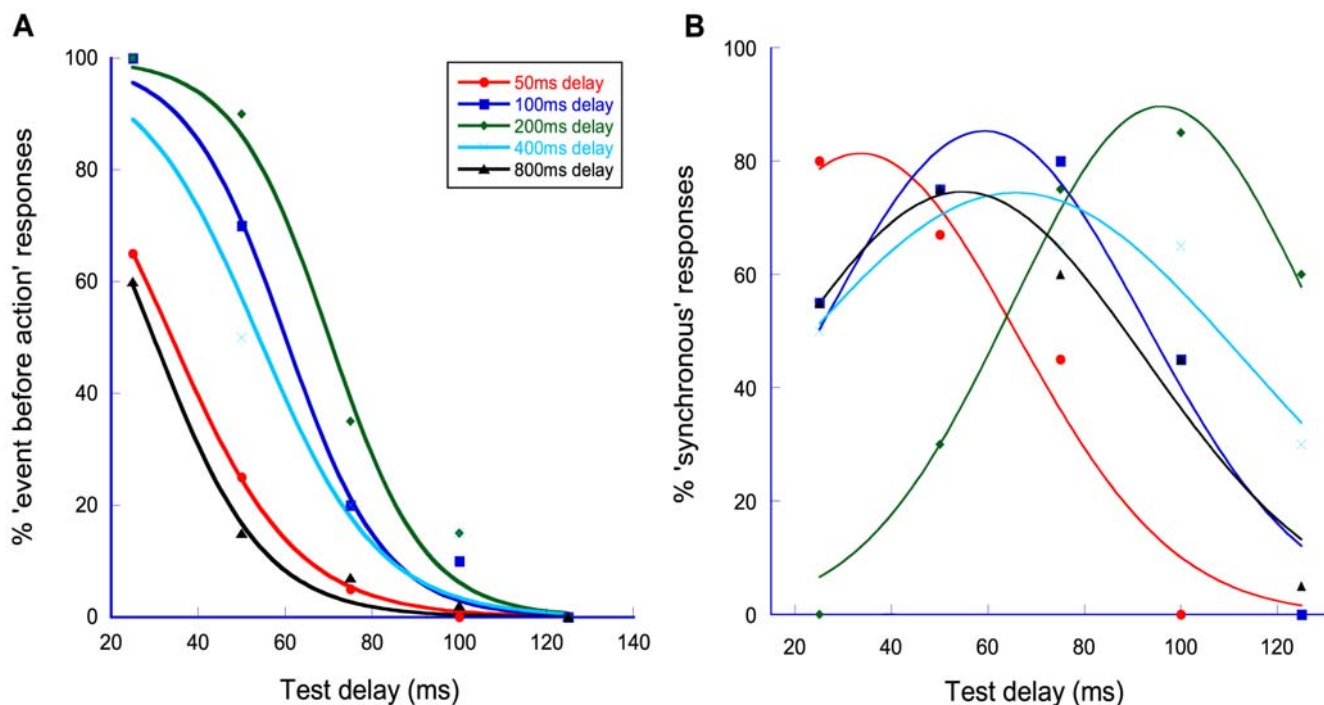 A
% 'event before action' responses
100
80
60
40
20
0
20 40 60 80 100 120 140
Test delay (ms)
50ms delay
100ms delay
200ms delay
400ms delay
800ms delay
B
% 'synchronous' responses
100
80
60
40
20
0
20 40 60 80 100 120
Test delay (ms)